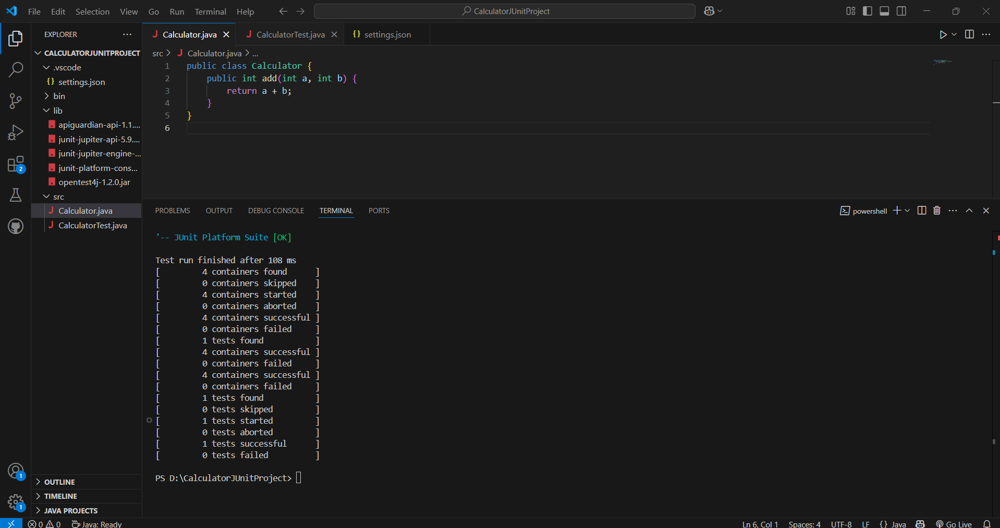 File Edit Selection View Go Run Terminal Help
CalculatorJUnitProject
EXPLORER
CALCULATORJUNITPROJECT
.vscode
{} settings.json
bin
lib
apiguardian-api-1.1....
junit-jupiter-api-5.9....
junit-jupiter-engine-...
junit-platform-cons...
opentest4j-1.2.0.jar
src
J Calculator.java
J CalculatorTest.java
OUTLINE
TIMELINE
JAVA PROJECTS
2
1
1
J Calculator.java
J CalculatorTest.java
{} settings.json
src > J Calculator.java > ...
1 public class Calculator {
2 public int add(int a, int b) {
3 return a + b;
4 }
5 }
6
PROBLEMS OUTPUT DEBUG CONSOLE TERMINAL PORTS
powershell
'-- JUnit Platform Suite [OK]
Test run finished after 108 ms
[ 4 containers found ]
[ 0 containers skipped ]
[ 4 containers started ]
[ 0 containers aborted ]
[ 4 containers successful ]
[ 0 containers failed ]
[ 1 tests found ]
[ 4 containers successful ]
[ 0 containers failed ]
[ 4 containers successful ]
[ 0 containers failed ]
[ 1 tests found ]
[ 0 tests skipped ]
[ 1 tests started ]
[ 0 tests aborted ]
[ 1 tests successful ]
[ 0 tests failed ]
PS D:\CalculatorJUnitProject>
0 0 Java: Ready
Ln 6, Col 1 Spaces: 4 UTF-8 LF {} Java Go Live